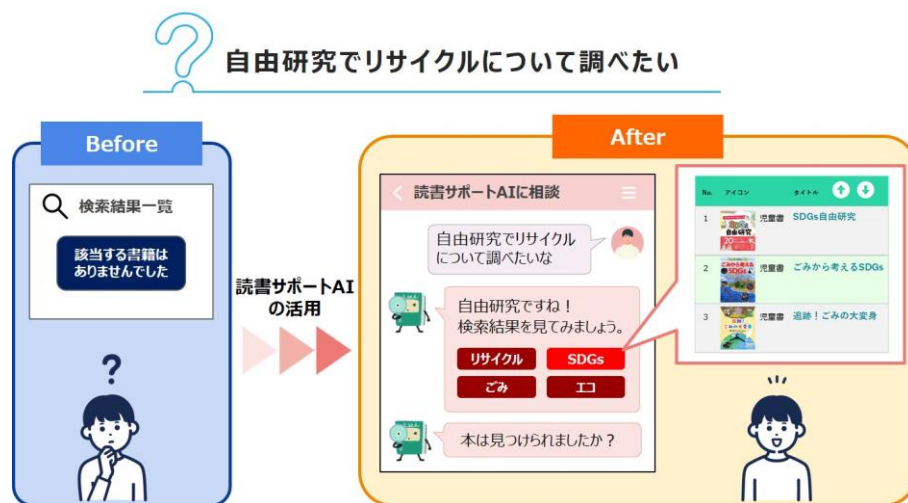 自由研究でリサイクルについて調べたい
Before
検索結果一覧
該当する書籍は
ありませんでした
?
読書サポートAI
の活用
After
読書サポートAIに相談
自由研究でリサイクル
について調べたいな
自由研究ですね!
検索結果を見てみましょう。
リサイクル
SDGs
ごみ
エコ
本は見つけられましたか?
No. アイコン タイトル
1 児童書 SDGs自由研究
2 児童書 ごみから考えるSDGs
3 児童書 追跡!ごみの大変身